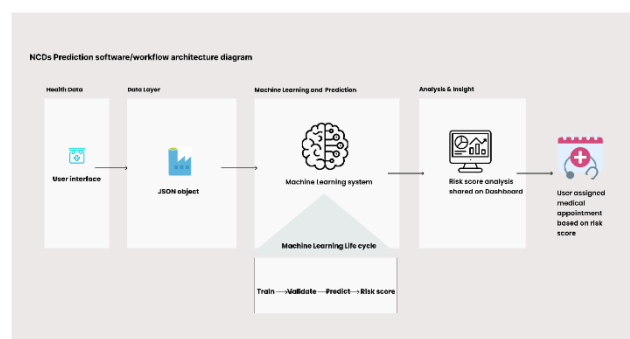 NCDs Prediction software/workflow architecture diagram
Health Data
Data Layer
Machine Learning and Prediction
Analysis & Insight
User interface
JSON object
Machine Learning system
Risk score analysis
shared on Dashboard
User assigned
medical
appointment
based on risk
score
Machine Learning Life cycle
Train → Validate → Predict → Risk score